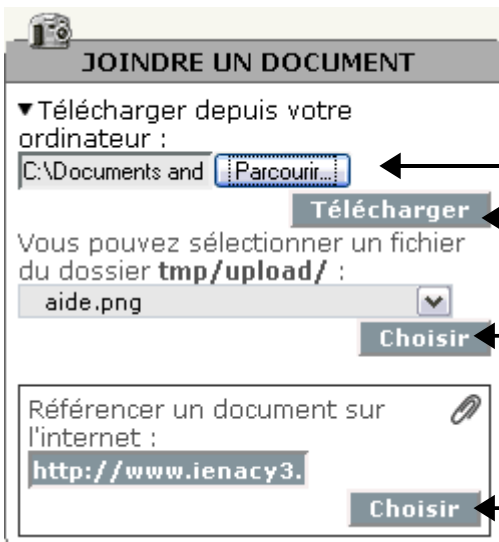 JOINDRE UN DOCUMENT
▼Télécharger depuis votre
ordinateur :
C:\Documents and Parcourir...
Télécharger
Vous pouvez sélectionner un fichier
du dossier tmp/upload/ :
aide.png
Choisir
Référencer un document sur
l'internet :
http://www.ienacy3.
Choisir